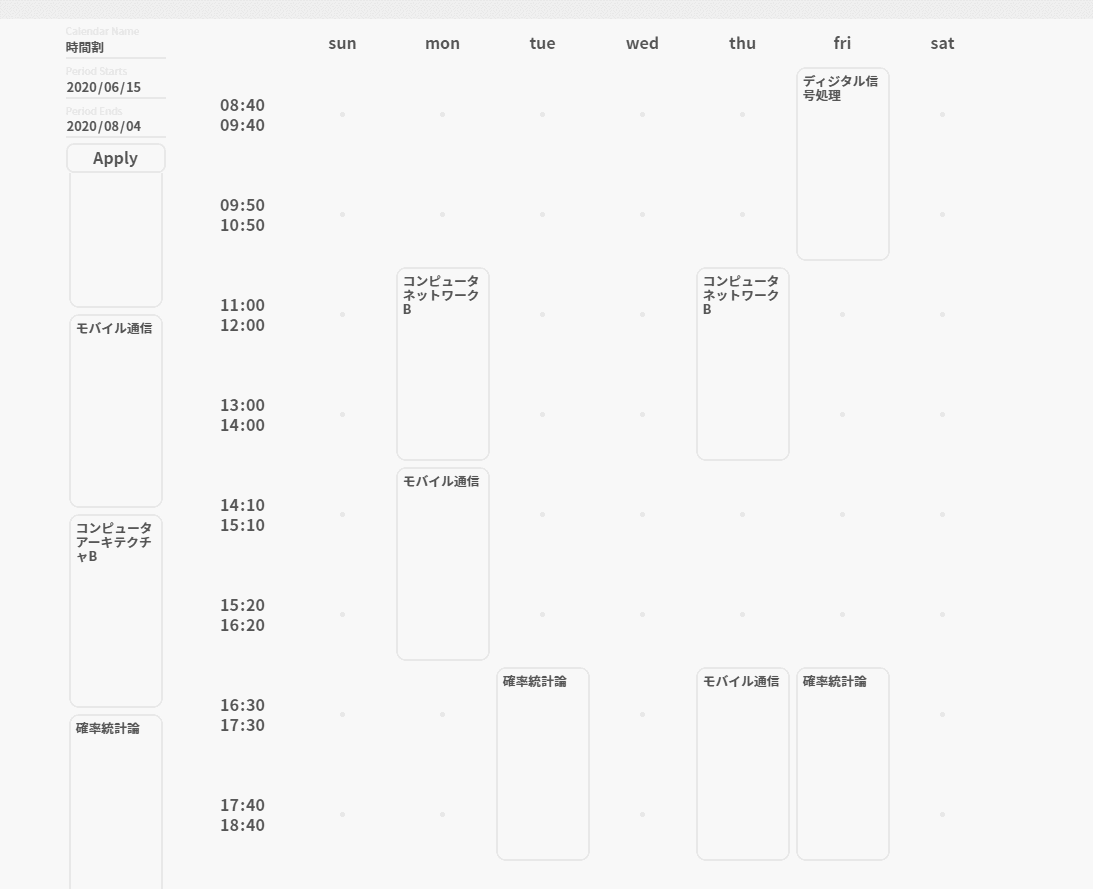 Calendar Name
時間割
Period Starts
2020/06/15
Period Ends
2020/08/04
Apply
モバイル通信
コンピュータ
アーキテクチ
ャB
確率統計論
sun mon tue wed thu fri sat
08:40
09:40
09:50
10:50
11:00
12:00
13:00
14:00
14:10
15:10
15:20
16:20
16:30
17:30
17:40
18:40
ディジタル信
号処理
コンピュータ
ネットワーク
B
コンピュータ
ネットワーク
B
モバイル通信
確率統計論
モバイル通信
確率統計論